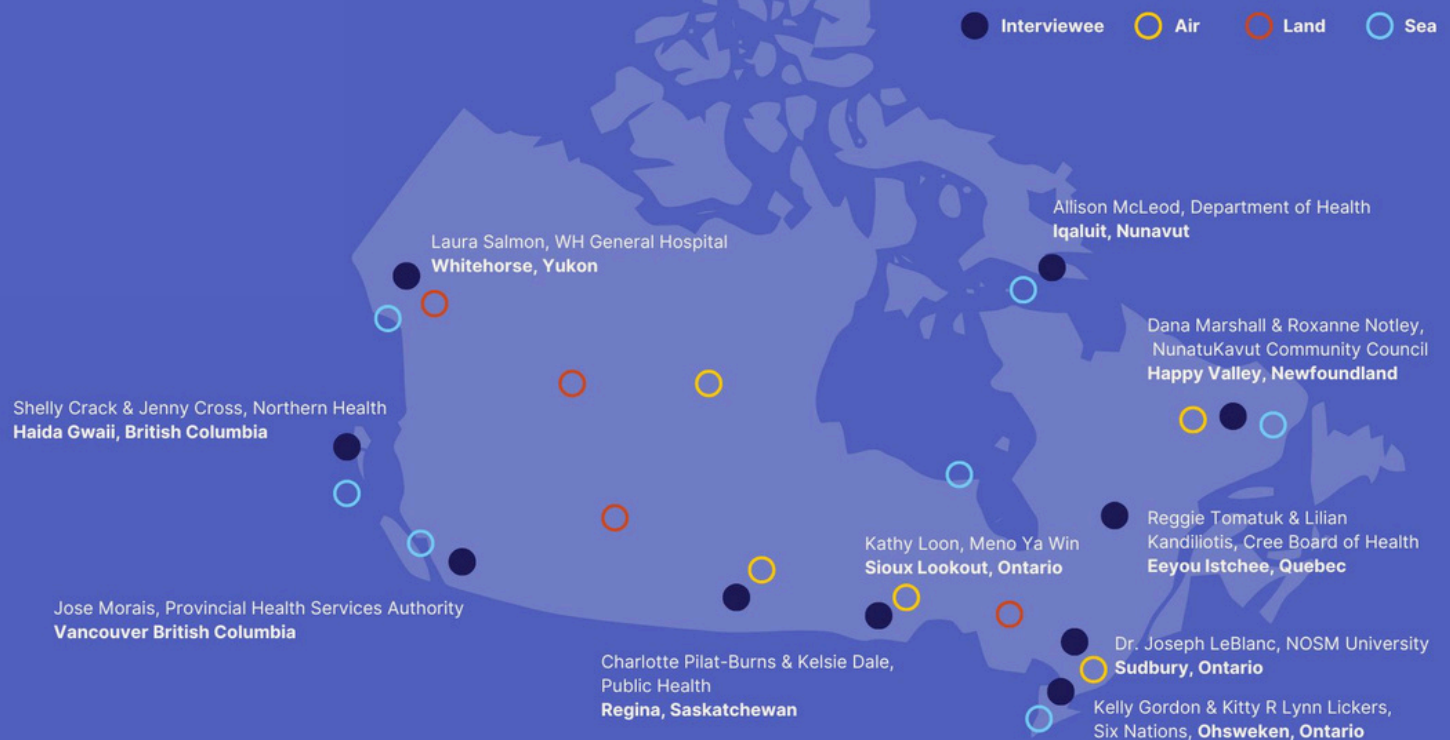 Interviewee Air Land Sea
Allison McLeod, Department of Health
Iqaluit, Nunavut
Laura Salmon, WH General Hospital
Whitehorse, Yukon
Dana Marshall & Roxanne Notley,
NunatuKavut Community Council
Happy Valley, Newfoundland
Shelly Crack & Jenny Cross, Northern Health
Haida Gwaii, British Columbia
Reggie Tomatuk & Lilian
Kandiliotis, Cree Board of Health
Eeyou Istchee, Quebec
Kathy Loon, Meno Ya Win
Sioux Lookout, Ontario
Jose Morais, Provincial Health Services Authority
Vancouver British Columbia
Dr. Joseph LeBlanc, NOSM University
Sudbury, Ontario
Charlotte Pilat-Burns & Kelsie Dale,
Public Health
Regina, Saskatchewan
Kelly Gordon & Kitty R Lynn Lickers,
Six Nations, Ohsweken, Ontario